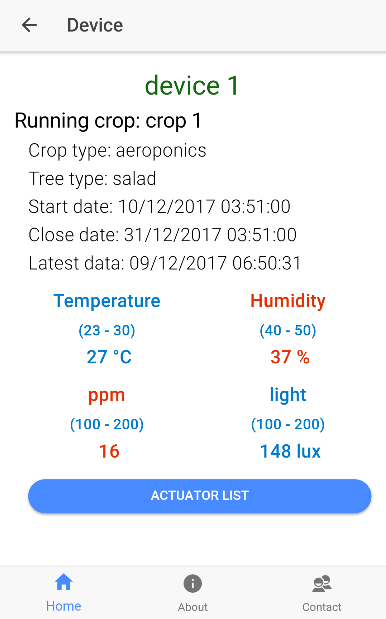 Device
device 1
Running crop: crop 1
Crop type: aeroponics
Tree type: salad
Start date: 10/12/2017 03:51:00
Close date: 31/12/2017 03:51:00
Latest data: 09/12/2017 06:50:31
Temperature Humidity
(23 - 30) (40 - 50)
27 °C 37 %
ppm light
(100 - 200) (100 - 200)
16 148 lux
ACTUATOR LIST
Home About Contact